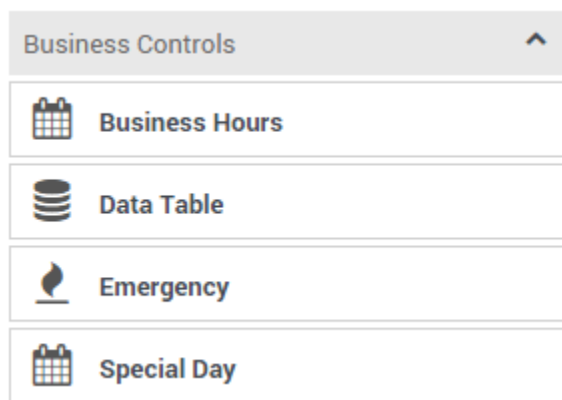 Business Controls
Business Hours
Data Table
Emergency
Special Day